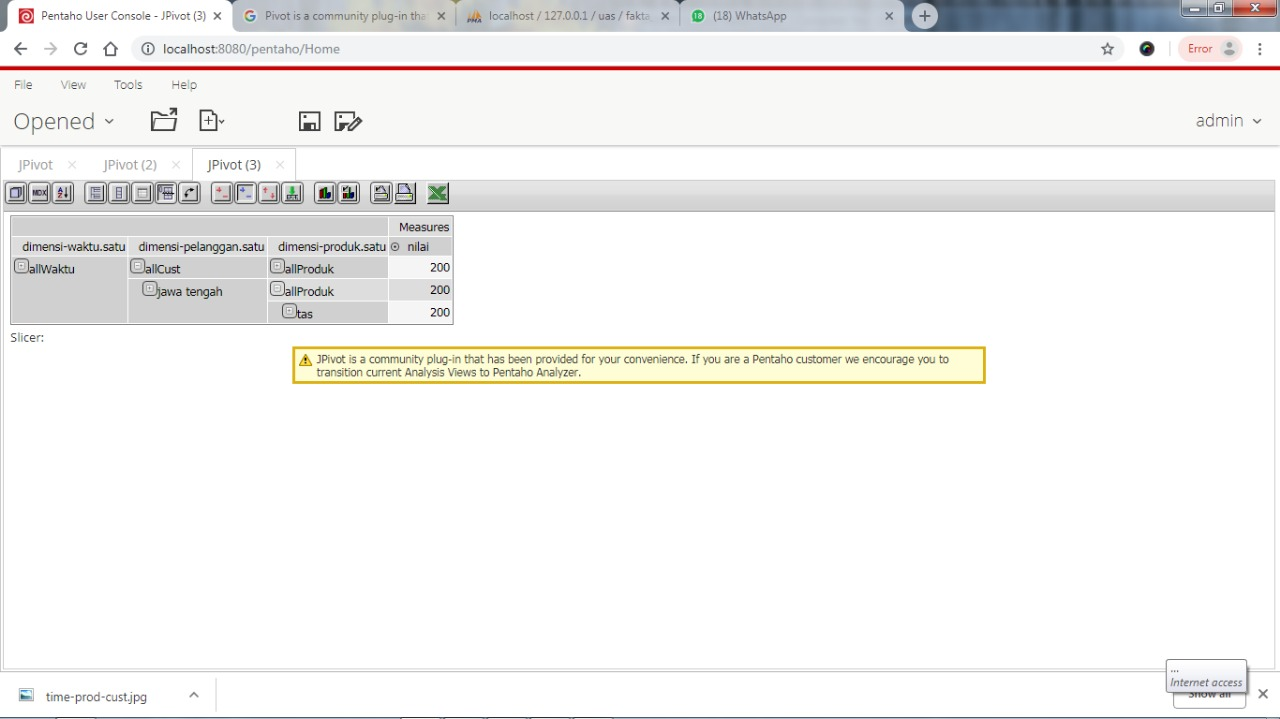 Pentaho User Console - JPivot (3)
Pivot is a community plug-in tha
localhost / 127.0.0.1 / uas / fakta_
(18) WhatsApp
localhost:8080/pentaho/Home
Error
File View Tools Help
Opened
admin
JPivot
JPivot (2)
JPivot (3)
MDX
Measures
dimensi-waktu.satu dimensi-pelanggan.satu dimensi-produk.satu nilai
allWaktu allCust allProduk 200
jawa tengah allProduk 200
tas 200
Slicer:
JPivot is a community plug-in that has been provided for your convenience. If you are a Pentaho customer we encourage you to
transition current Analysis Views to Pentaho Analyzer.
...
Internet access
time-prod-cust.jpg
Show all